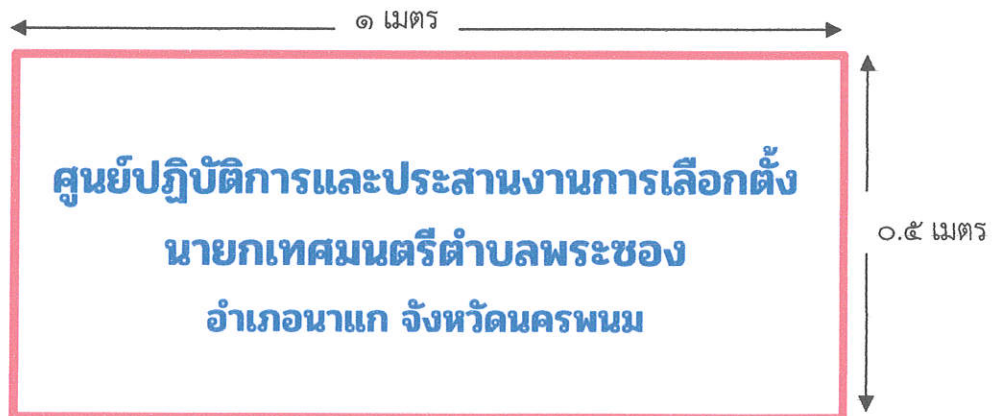 ๑ เมตร
ศูนย์ปฏิบัติการและประสานงานการเลือกตั้ง
นายกเทศมนตรีตำบลพระซอง
๐.๕ เมตร
อำเภอนาแก จังหวัดนครพนม